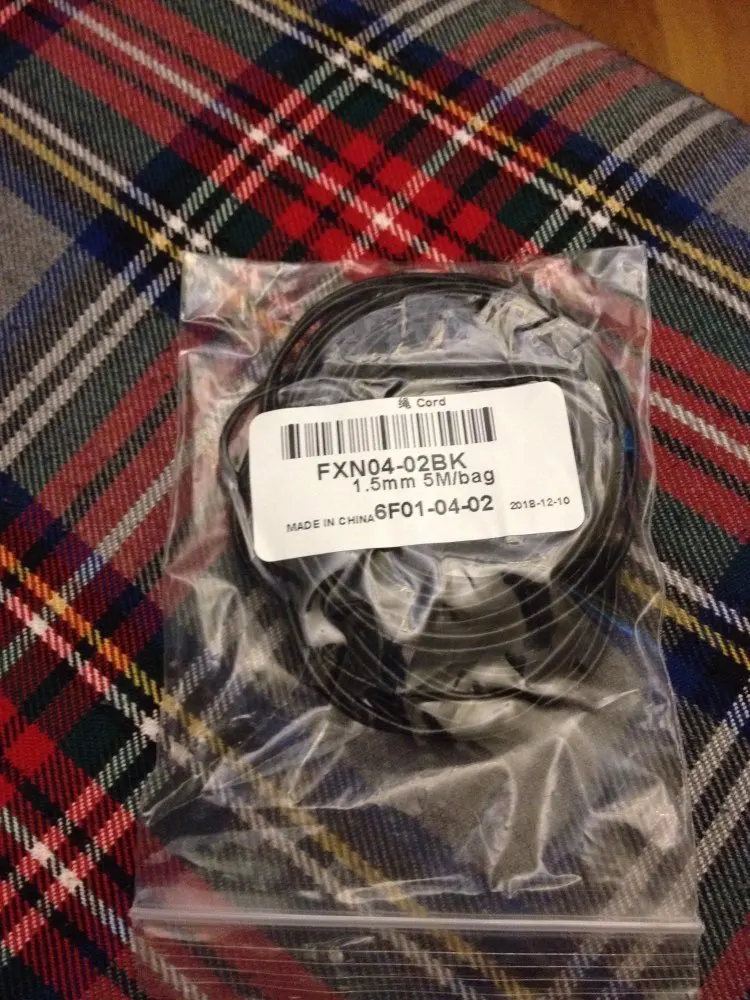 绳 Cord
FXN04-02BK
1.5mm 5M/bag
MADE IN CHINA 6F01-04-02 2018-12-10